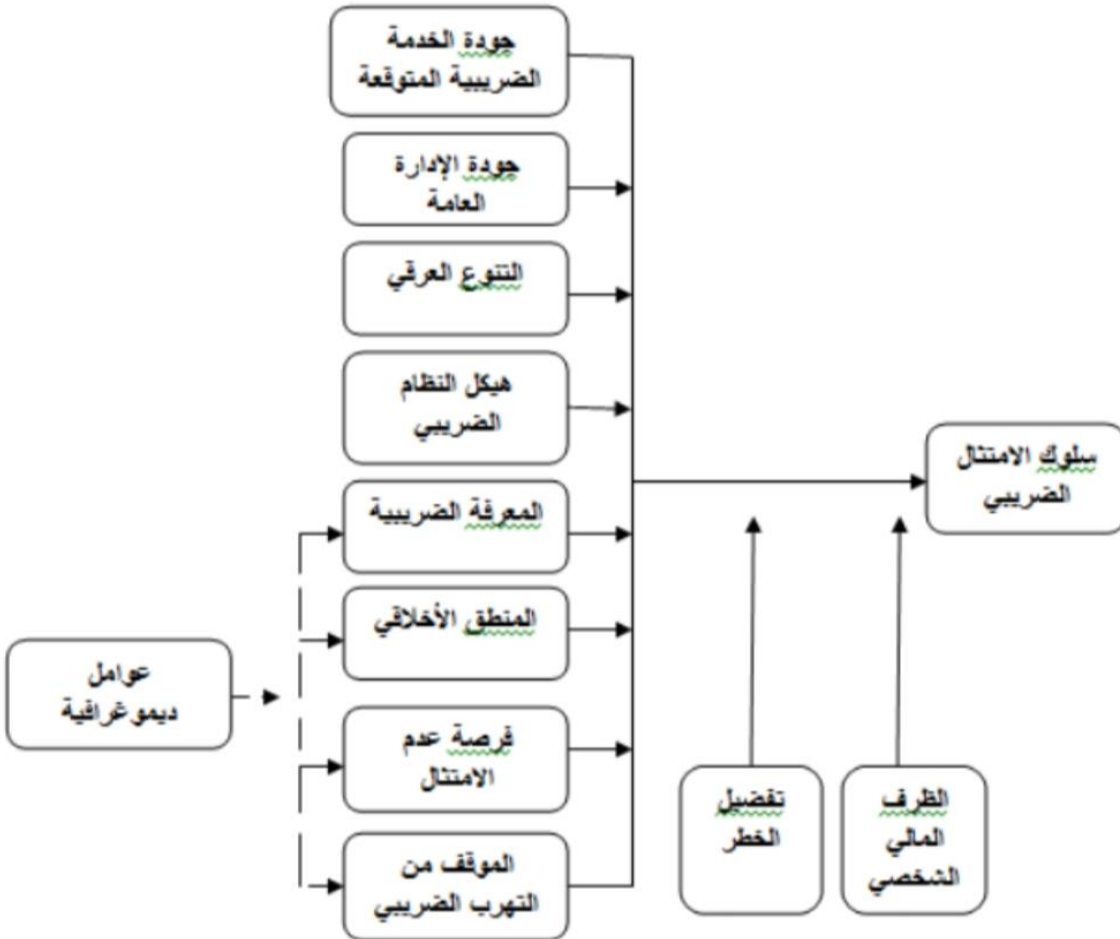 جودة الخدمة
الضريبية المتوقعة
جودة الإدارة
العامة
التنوع العرقي
هيكل النظام
الضريبي
سلوك الامتثال
الضريبي
المعرفة الضريبية
المنطق الأخلاقي
عوامل
ديموغرافية
فرصة عدم
الامتثال
تفضيل
الخطر
الظرف
المالي
الشخصي
الموقف من
التهرب الضريبي